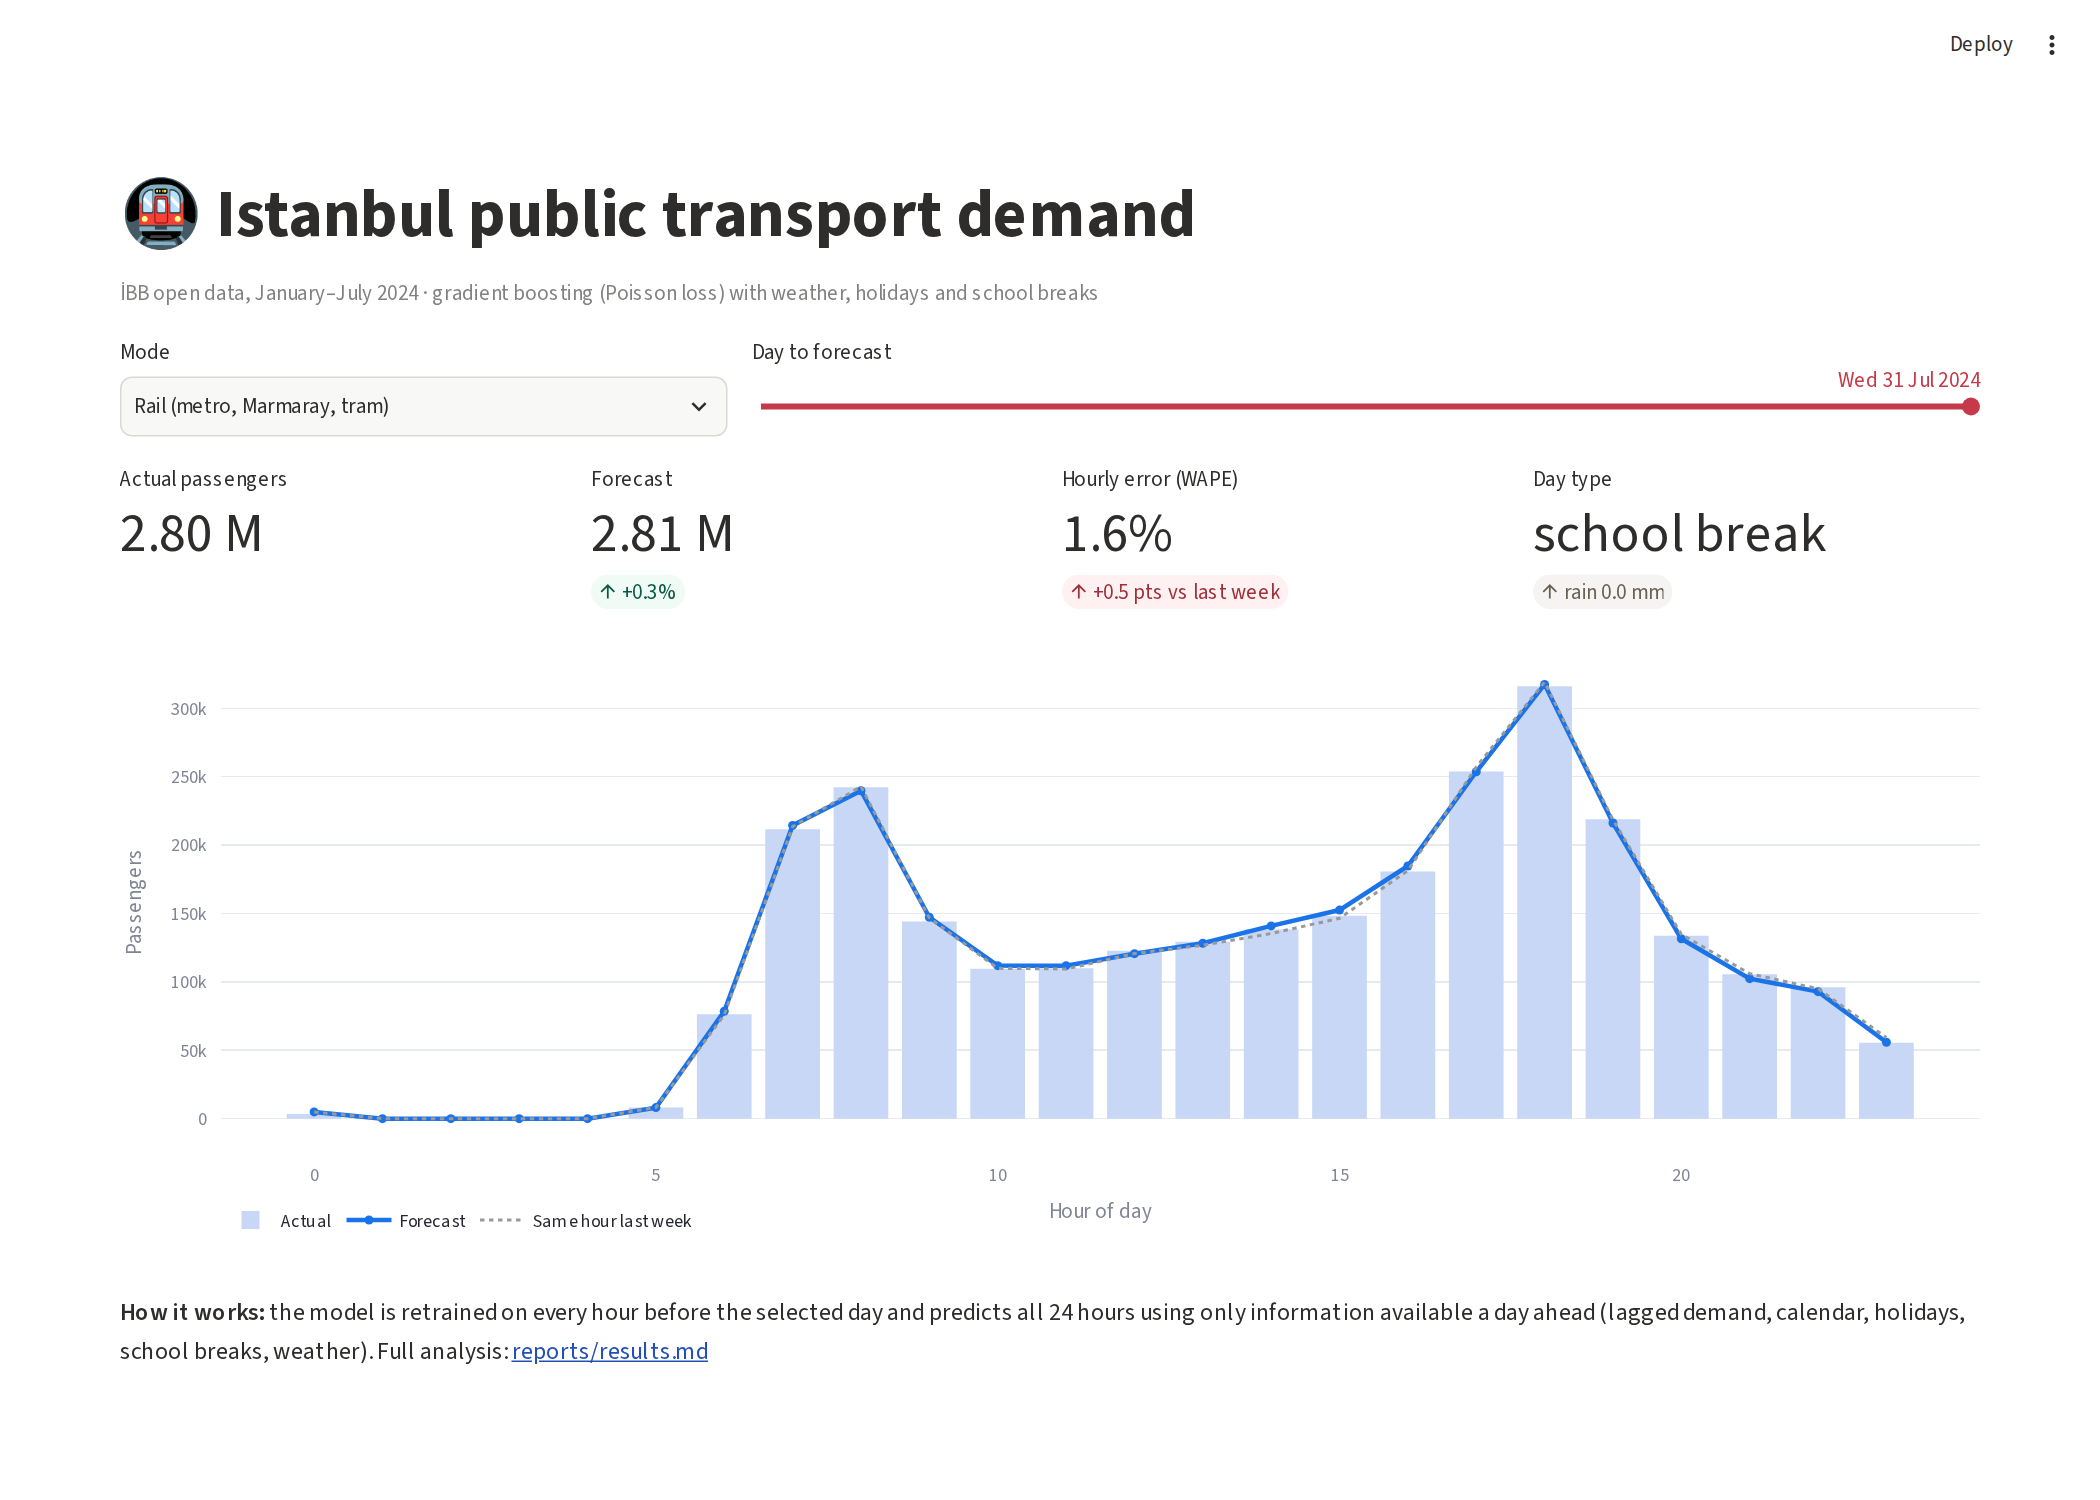 Deploy
Istanbul public transport demand
İBB open data, January–July 2024 · gradient boosting (Poisson loss) with weather, holidays and school breaks
Mode
Day to forecast
Rail (metro, Marmaray, tram)
Wed 31 Jul 2024
Actual passengers
Forecast
Hourly error (WAPE)
Day type
2.80 M
2.81 M
1.6%
school break
↑ +0.3%
↑ +0.5 pts vs last week
↑ rain 0.0 mm
Passengers
300k
250k
200k
150k
100k
50k
0
0
5
10
15
20
Hour of day
Actual
Forecast
Same hour last week
How it works: the model is retrained on every hour before the selected day and predicts all 24 hours using only information available a day ahead (lagged demand, calendar, holidays,
school breaks, weather). Full analysis: reports/results.md